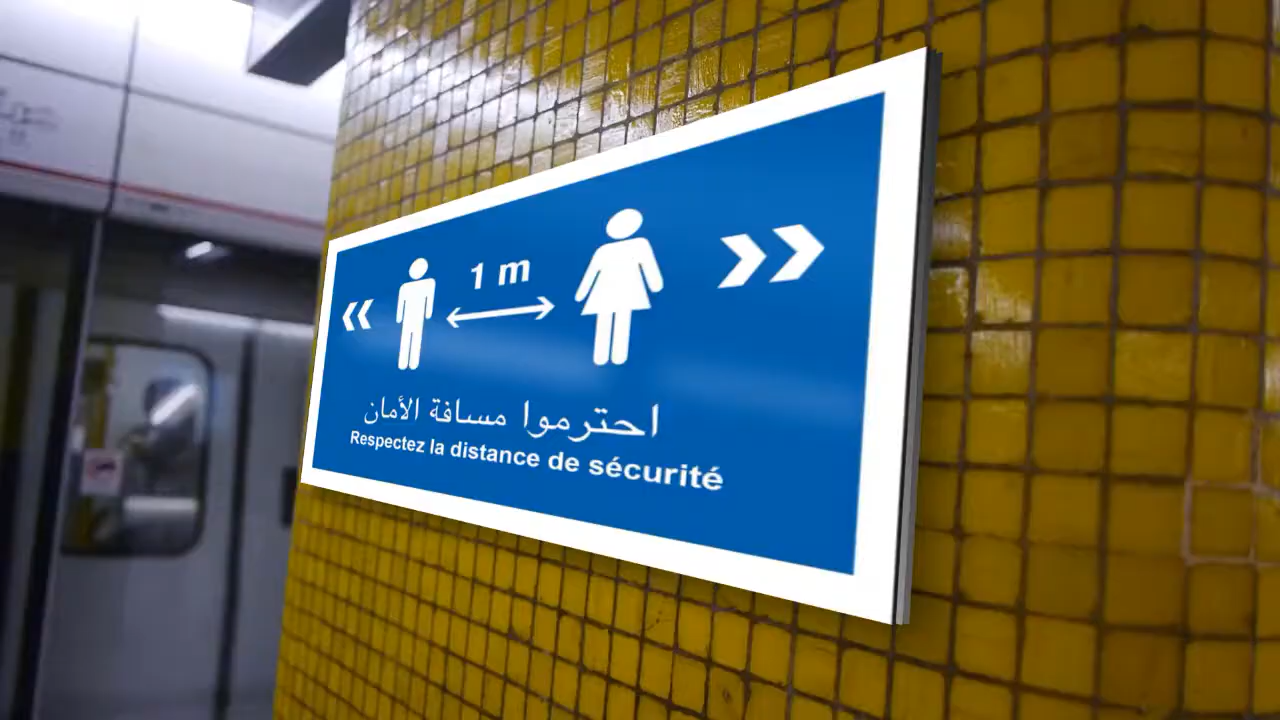 1 m
احترموا مسافة الأمان
Respectez la distance de sécurité